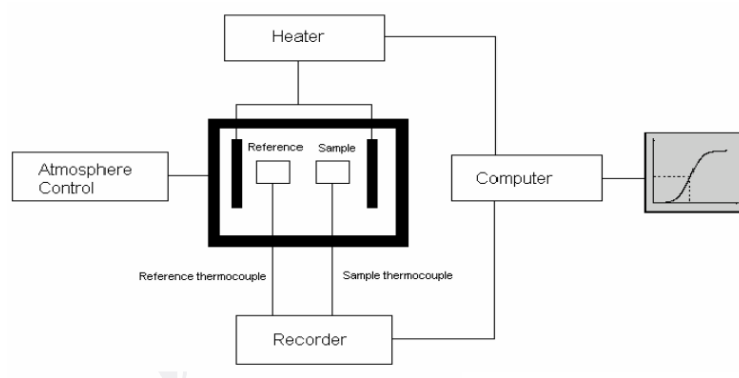 Heater
Reference
Sample
Atmosphere
Control
Computer
Reference thermocouple
Sample thermocouple
Recorder